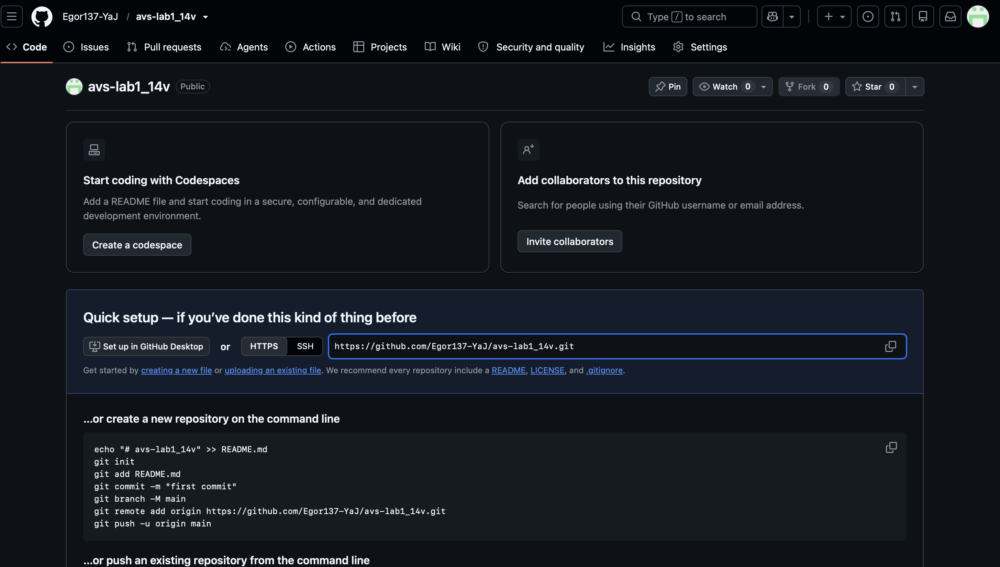 Egor137-YaJ / avs-lab1_14v
Type / to search
Code Issues Pull requests Agents Actions Projects Wiki Security and quality Insights Settings
avs-lab1_14v Public
Pin Watch 0 Fork 0 Star 0
Start coding with Codespaces
Add a README file and start coding in a secure, configurable, and dedicated
development environment.
Create a codespace
Add collaborators to this repository
Search for people using their GitHub username or email address.
Invite collaborators
Quick setup — if you’ve done this kind of thing before
Set up in GitHub Desktop or HTTPS SSH https://github.com/Egor137-YaJ/avs-lab1_14v.git
Get started by creating a new file or uploading an existing file. We recommend every repository include a README, LICENSE, and .gitignore.
…or create a new repository on the command line
echo "# avs-lab1_14v" >> README.md
git init
git add README.md
git commit -m "first commit"
git branch -M main
git remote add origin https://github.com/Egor137-YaJ/avs-lab1_14v.git
git push -u origin main
…or push an existing repository from the command line